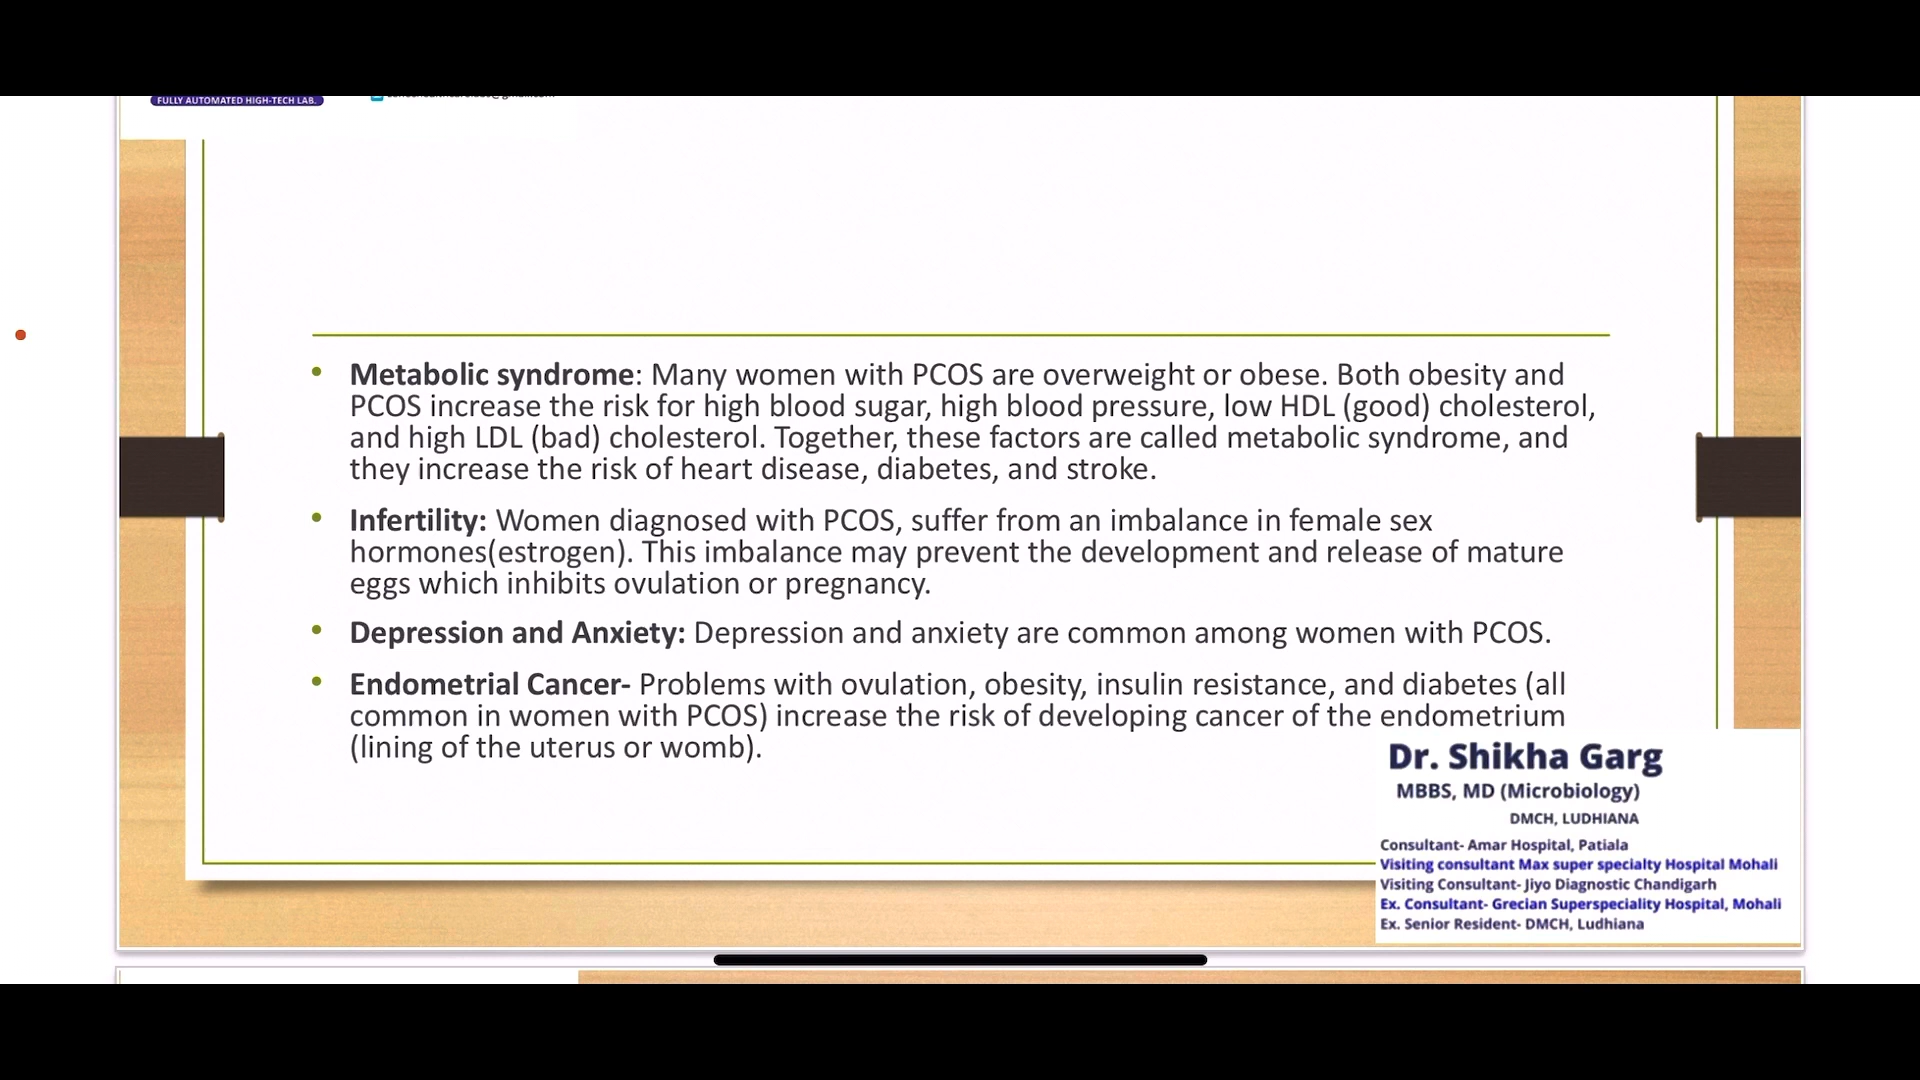 FULLY AUTOMATED HIGH-TECH LAB.
• Metabolic syndrome: Many women with PCOS are overweight or obese. Both obesity and
PCOS increase the risk for high blood sugar, high blood pressure, low HDL (good) cholesterol,
and high LDL (bad) cholesterol. Together, these factors are called metabolic syndrome, and
they increase the risk of heart disease, diabetes, and stroke.
• Infertility: Women diagnosed with PCOS, suffer from an imbalance in female sex
hormones(estrogen). This imbalance may prevent the development and release of mature
eggs which inhibits ovulation or pregnancy.
• Depression and Anxiety: Depression and anxiety are common among women with PCOS.
• Endometrial Cancer- Problems with ovulation, obesity, insulin resistance, and diabetes (all
common in women with PCOS) increase the risk of developing cancer of the endometrium
(lining of the uterus or womb).
Dr. Shikha Garg
MBBS, MD (Microbiology)
DMCH, LUDHIANA
Consultant- Amar Hospital, Patiala
Visiting consultant Max super specialty Hospital Mohali
Visiting Consultant- Jiyo Diagnostic Chandigarh
Ex. Consultant- Grecian Superspeciality Hospital, Mohali
Ex. Senior Resident- DMCH, Ludhiana